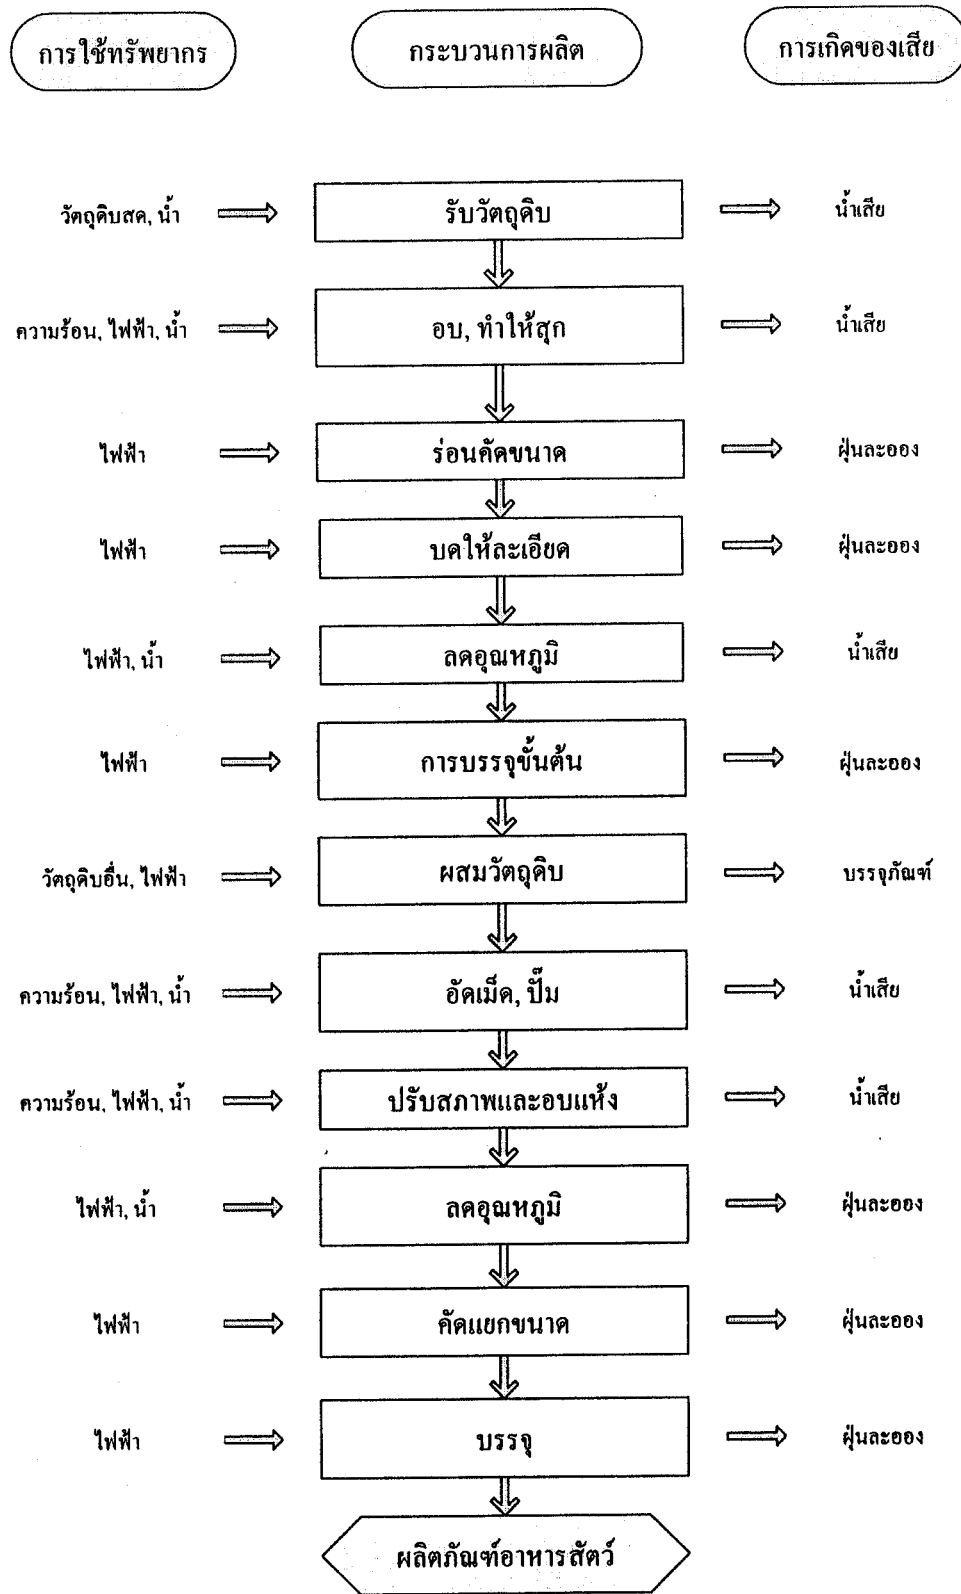 การใช้ทรัพยากร กระบวนการผลิต การเกิดของเสีย
วัตถุดิบสด, น้ำ รับวัตถุดิบ น้ำเสีย
ความร้อน, ไฟฟ้า, น้ำ อบ, ทำให้สุก น้ำเสีย
ไฟฟ้า ร่อนคัดขนาด ฝุ่นละออง
ไฟฟ้า บดให้ละเอียด ฝุ่นละออง
ไฟฟ้า, น้ำ ลดอุณหภูมิ น้ำเสีย
ไฟฟ้า การบรรจุขั้นต้น ฝุ่นละออง
วัตถุดิบอื่น, ไฟฟ้า ผสมวัตถุดิบ บรรจุภัณฑ์
ความร้อน, ไฟฟ้า, น้ำ อัดเม็ด, ปั๊ม น้ำเสีย
ความร้อน, ไฟฟ้า, น้ำ ปรับสภาพและอบแห้ง น้ำเสีย
ไฟฟ้า, น้ำ ลดอุณหภูมิ ฝุ่นละออง
ไฟฟ้า คัดแยกขนาด ฝุ่นละออง
ไฟฟ้า บรรจุ ฝุ่นละออง
ผลิตภัณฑ์อาหารสัตว์